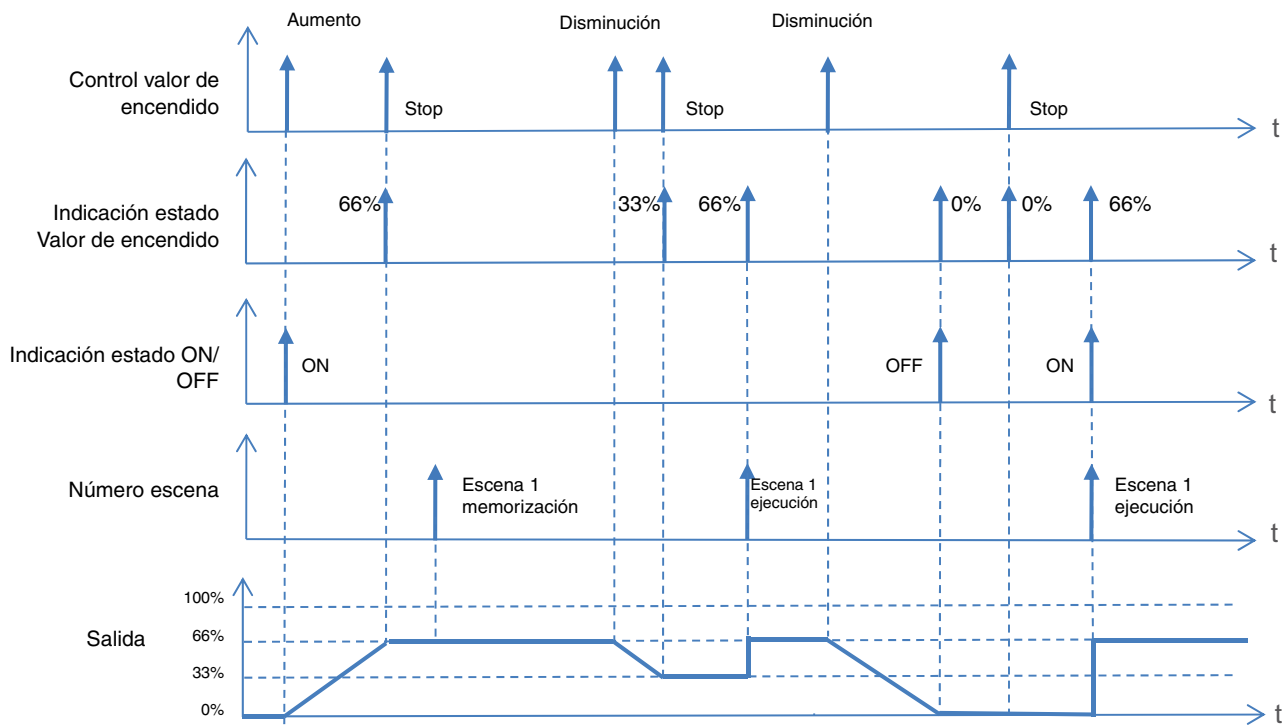 Aumento
Disminución
Disminución
Control valor de
encendido
Stop
Stop
Stop
t
Indicación estado
Valor de encendido
66%
33%
66%
0%
0%
66%
t
Indicación estado ON/
OFF
ON
OFF
ON
t
Número escena
Escena 1
memorización
Escena 1
ejecución
Escena 1
ejecución
t
Salida
100%
66%
33%
0%
t